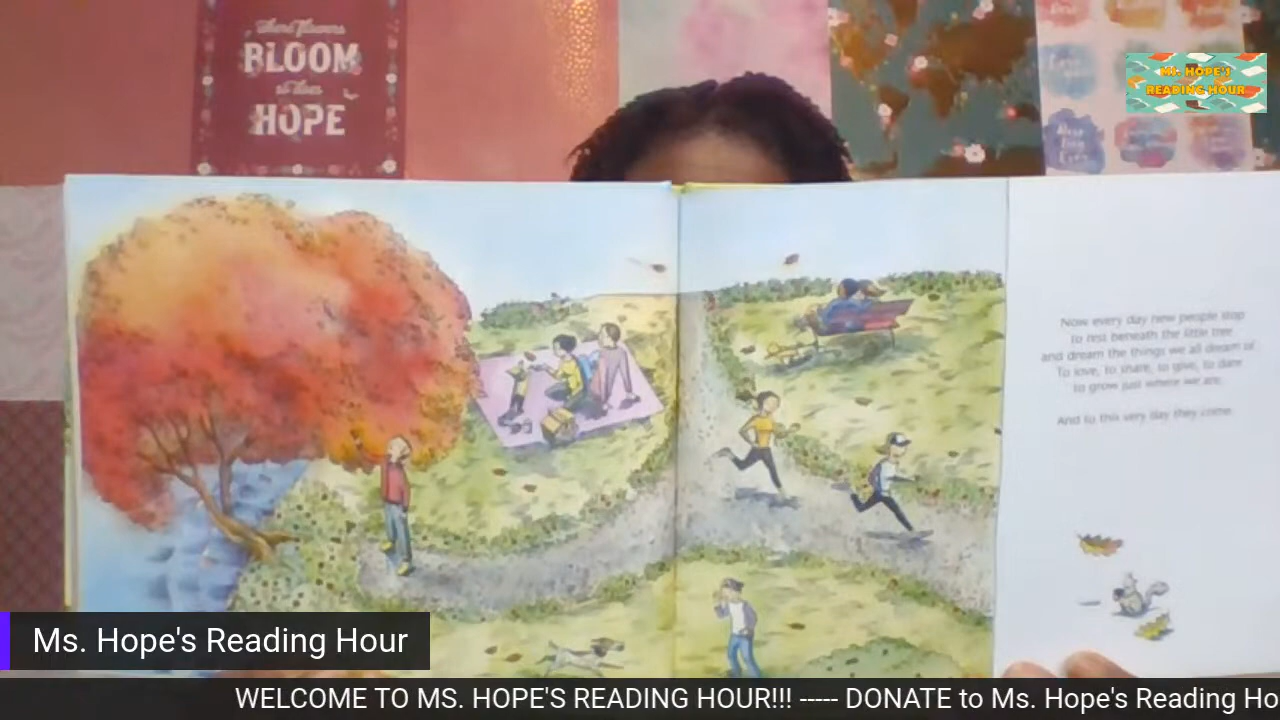 where flowers
BLOOM
so does
HOPE
MS. HOPE'S
READING HOUR
Now every day new people stop
to rest beneath the little tree
and dream the things we all dream of.
To love, to share, to give, to dare
to grow just where we are.
And to this very day they come.
Ms. Hope's Reading Hour
WELCOME TO MS. HOPE'S READING HOUR!!! ----- DONATE to Ms. Hope's Reading Ho